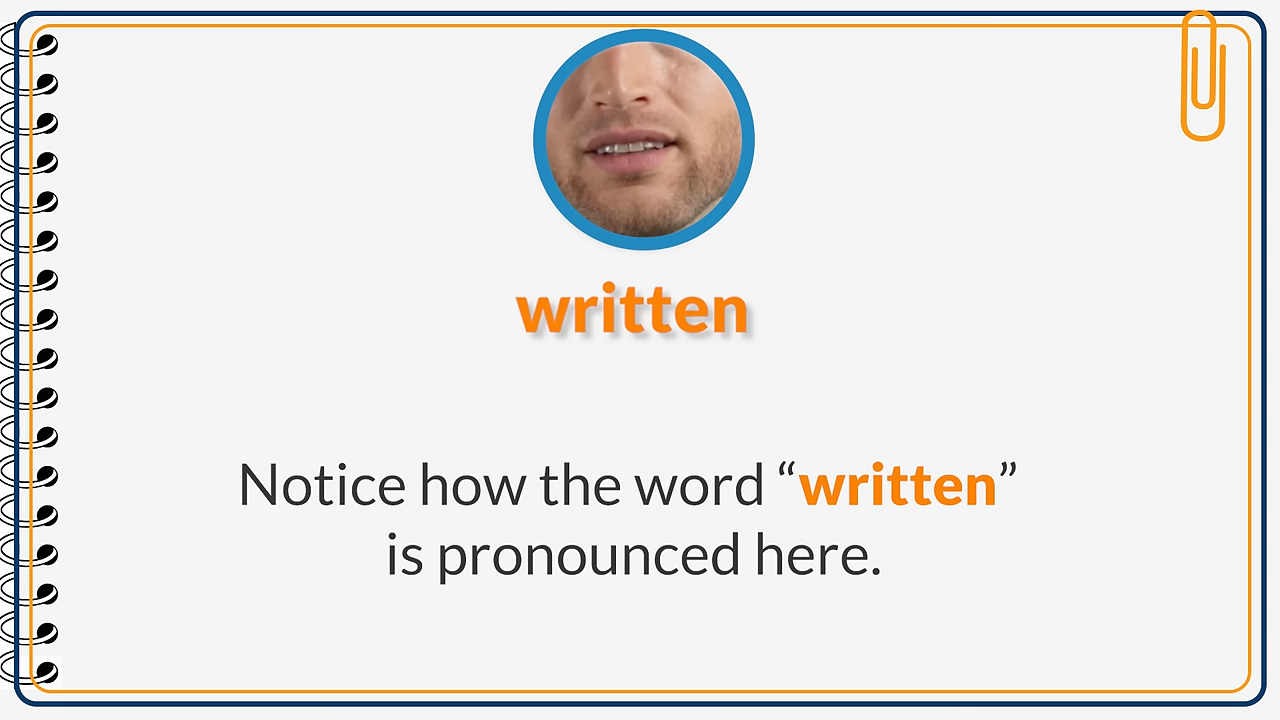 written
Notice how the word “written”
is pronounced here.